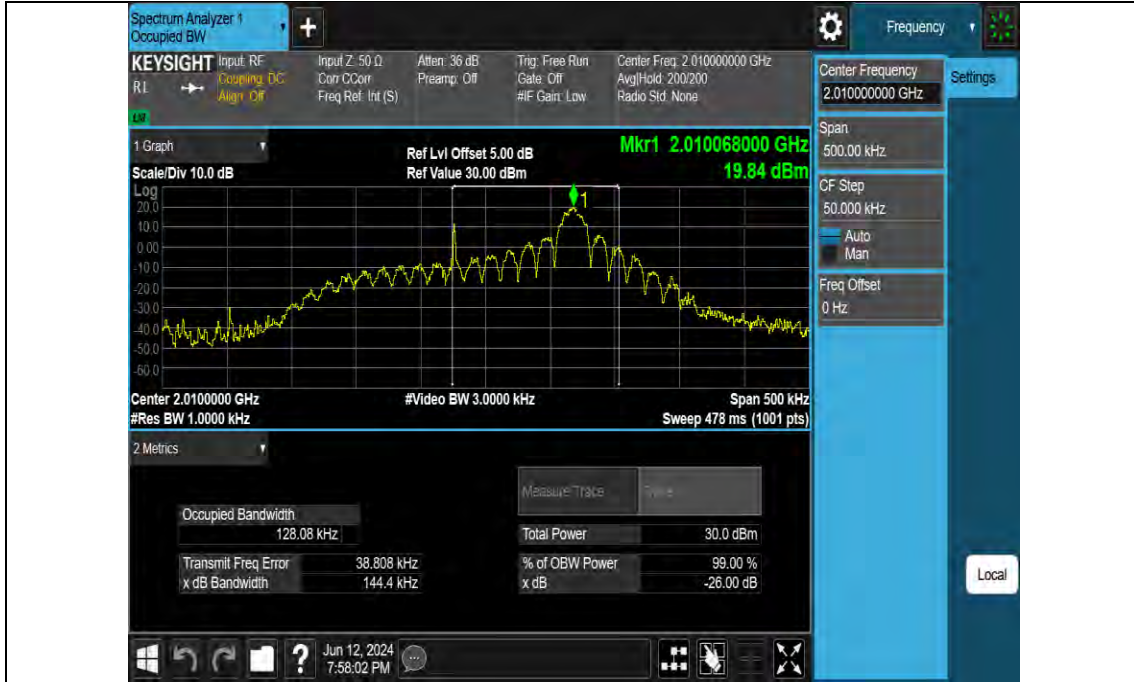 Spectrum Analyzer 1
Occupied BW
+
Frequency
KEYSIGHT
RL
Input: RF
Coupling: DC
Align: Off
Input Z: 50 Ω
Corr CCorr
Freq Ref: Int (S)
Atten: 36 dB
Preamp: Off
Trig: Free Run
Gate: Off
#IF Gain: Low
Center Freq: 2.010000000 GHz
Avg|Hold: 200/200
Radio Std: None
Center Frequency
2.010000000 GHz
Settings
Span
500.00 kHz
CF Step
50.000 kHz
Auto
Man
Freq Offset
0 Hz
1 Graph
Scale/Div 10.0 dB
Ref Lvl Offset 5.00 dB
Ref Value 30.00 dBm
Mkr1 2.010068000 GHz
19.84 dBm
Log
20.0
10.0
0.00
-10.0
-20.0
-30.0
-40.0
-50.0
-60.0
1
Center 2.0100000 GHz
#Res BW 1.0000 kHz
#Video BW 3.0000 kHz
Span 500 kHz
Sweep 478 ms (1001 pts)
2 Metrics
Measure Trace
Occupied Bandwidth
128.08 kHz
Total Power 30.0 dBm
Transmit Freq Error 38.808 kHz
% of OBW Power 99.00 %
x dB Bandwidth 144.4 kHz
x dB -26.00 dB
Local
?
Jun 12, 2024
7:58:02 PM